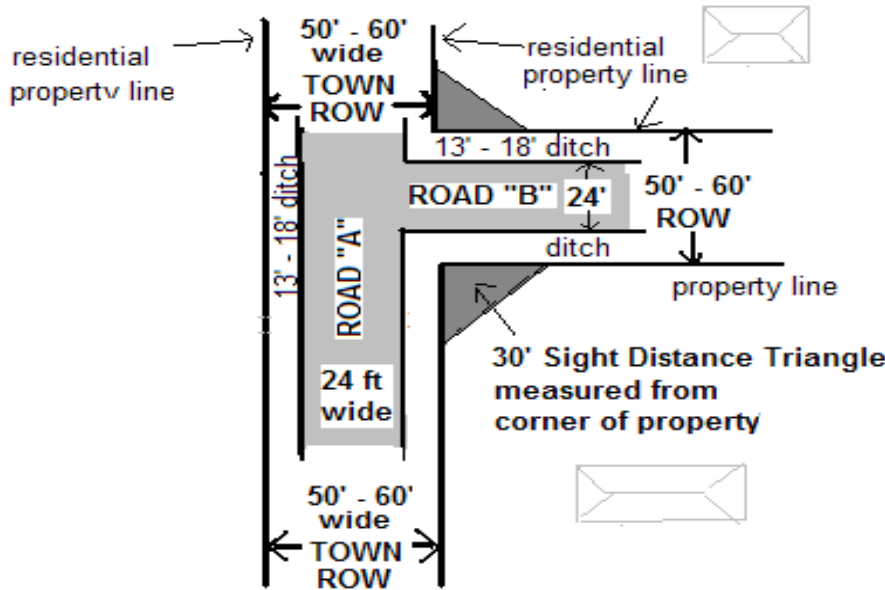 residential
property line
50' - 60'
wide
TOWN
ROW
residential
property line
13' - 18' ditch
13' - 18' ditch
ROAD "B"
24'
50' - 60'
ROW
ROAD "A"
ditch
property line
30' Sight Distance Triangle
measured from
corner of property
24 ft
wide
50' - 60'
wide
TOWN
ROW